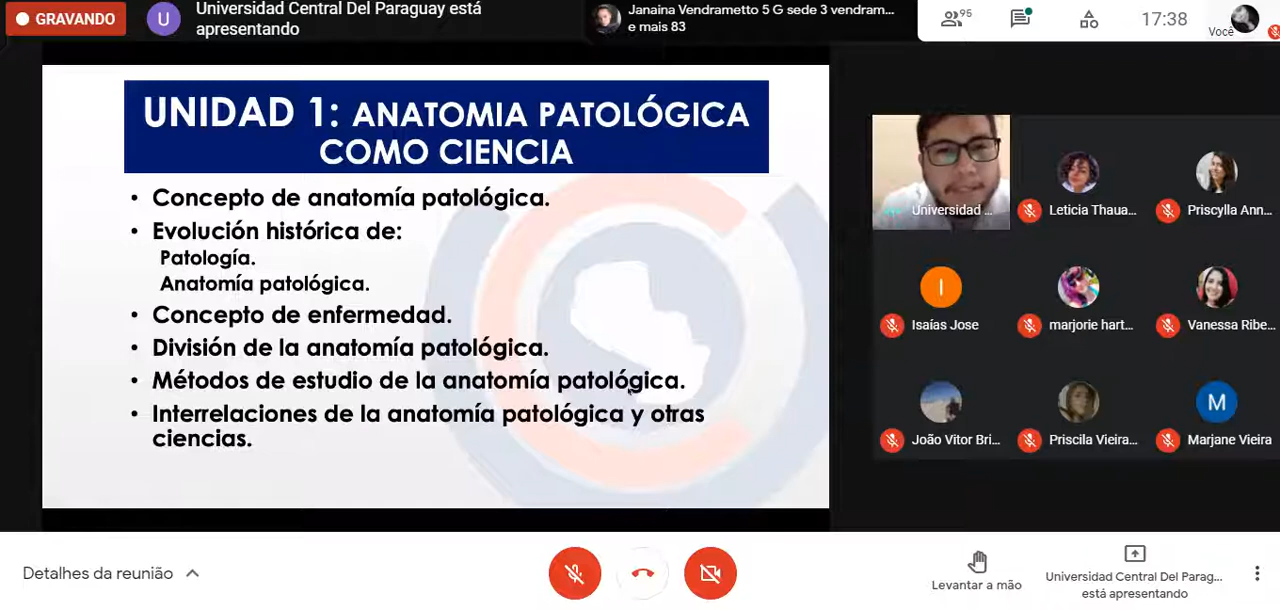 GRAVANDO
U
Universidad Central Del Paraguay está
apresentando
Janaina Vendrametto 5 G sede 3 vendram...
e mais 83
95
17:38
Você
UNIDAD 1: ANATOMIA PATOLÓGICA
COMO CIENCIA
• Concepto de anatomía patológica.
• Evolución histórica de:
Patología.
Anatomía patológica.
• Concepto de enfermedad.
• División de la anatomía patológica.
• Métodos de estudio de la anatomía patológica.
• Interrelaciones de la anatomía patológica y otras
ciencias.
Universidad ...
Leticia Thaua...
Priscylla Ann...
I
Isaías Jose
marjorie hart...
Vanessa Ribe...
M
João Vitor Bri...
Priscila Vieira...
Marjane Vieira
Detalhes da reunião
Levantar a mão
Universidad Central Del Parag...
está apresentando